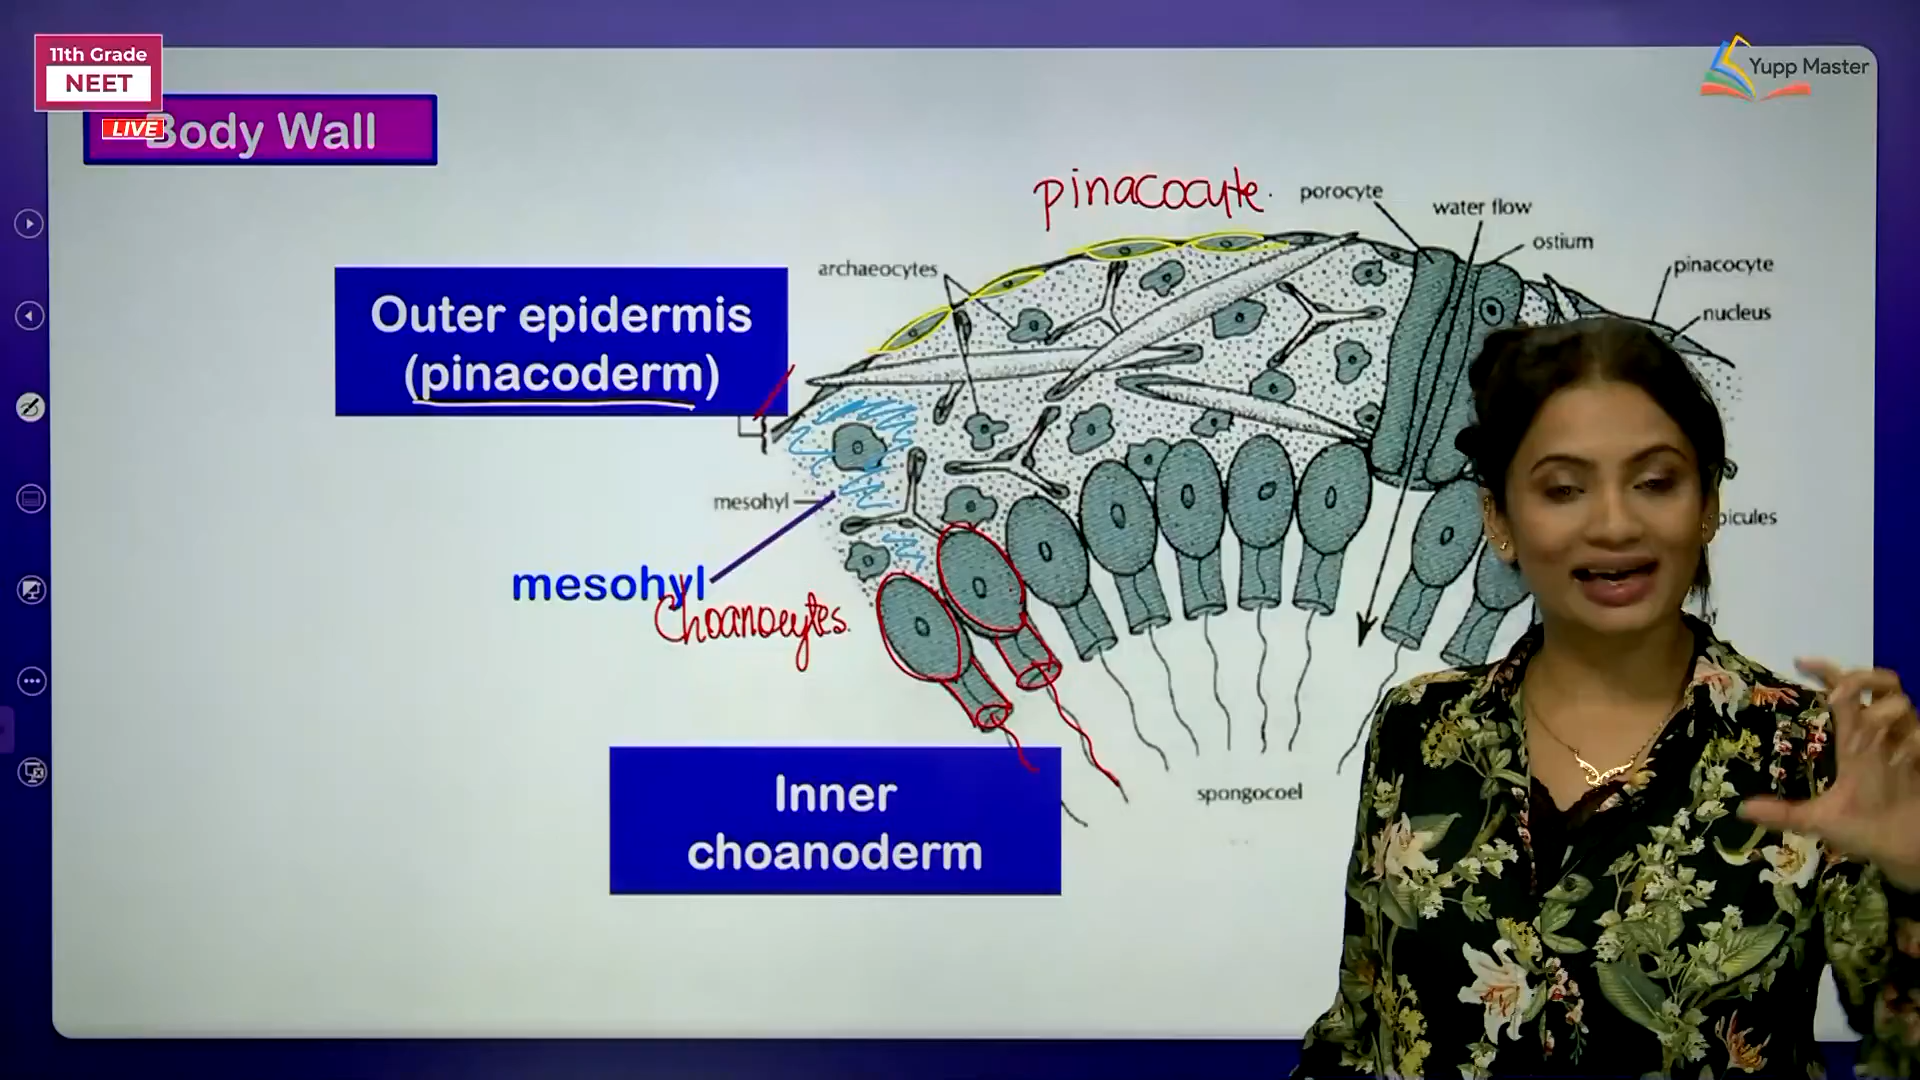 11th Grade
NEET
LIVE
Body Wall
Yupp Master
pinacocyte.
porocyte
water flow
ostium
pinacocyte
nucleus
archaeocytes
Outer epidermis
(pinacoderm)
mesohyl
mesohyl
Choanocytes.
Inner
choanoderm
spongocoel